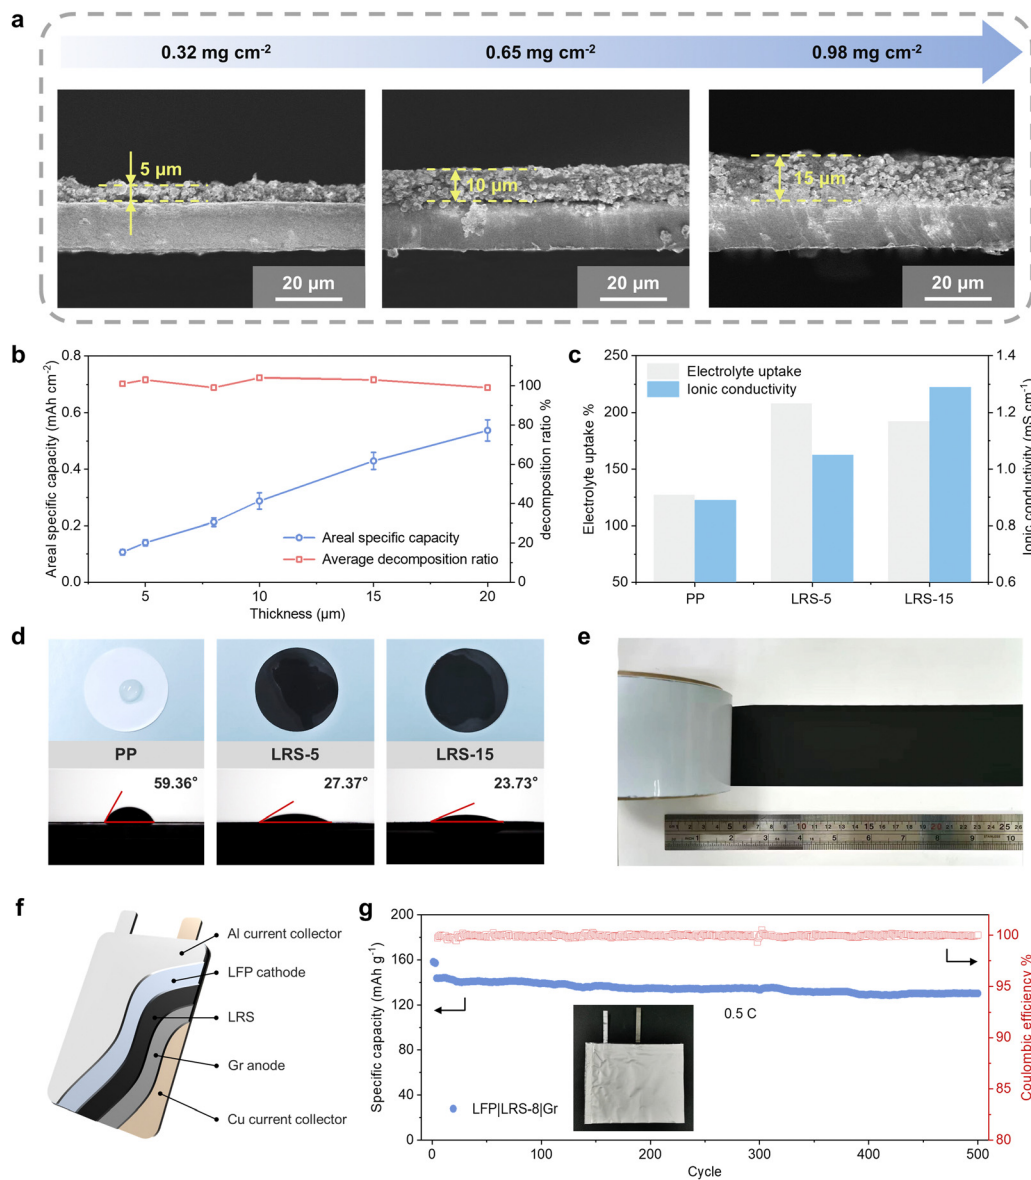 a
0.32 mg cm⁻²
0.65 mg cm⁻²
0.98 mg cm⁻²
5 µm
10 µm
15 µm
20 µm
20 µm
20 µm
b
0.8
0.6
0.4
0.2
0.0
Areal specific capacity (mAh cm⁻²)
100
80
60
40
20
0
decomposition ratio %
Areal specific capacity
Average decomposition ratio
5
10
15
20
Thickness (µm)
c
250
200
150
100
50
Electrolyte uptake %
Electrolyte uptake
Ionic conductivity
1.4
1.2
1.0
0.8
0.6
Ionic conductivity (mS cm⁻¹)
PP
LRS-5
LRS-15
d
PP
LRS-5
LRS-15
59.36°
27.37°
23.73°
e
f
Al current collector
LFP cathode
LRS
Gr anode
Cu current collector
g
200
160
120
80
40
0
Specific capacity (mAh g⁻¹)
100
95
90
85
80
Coulombic efficiency %
0.5 C
LFP|LRS-8|Gr
0
100
200
300
400
500
Cycle